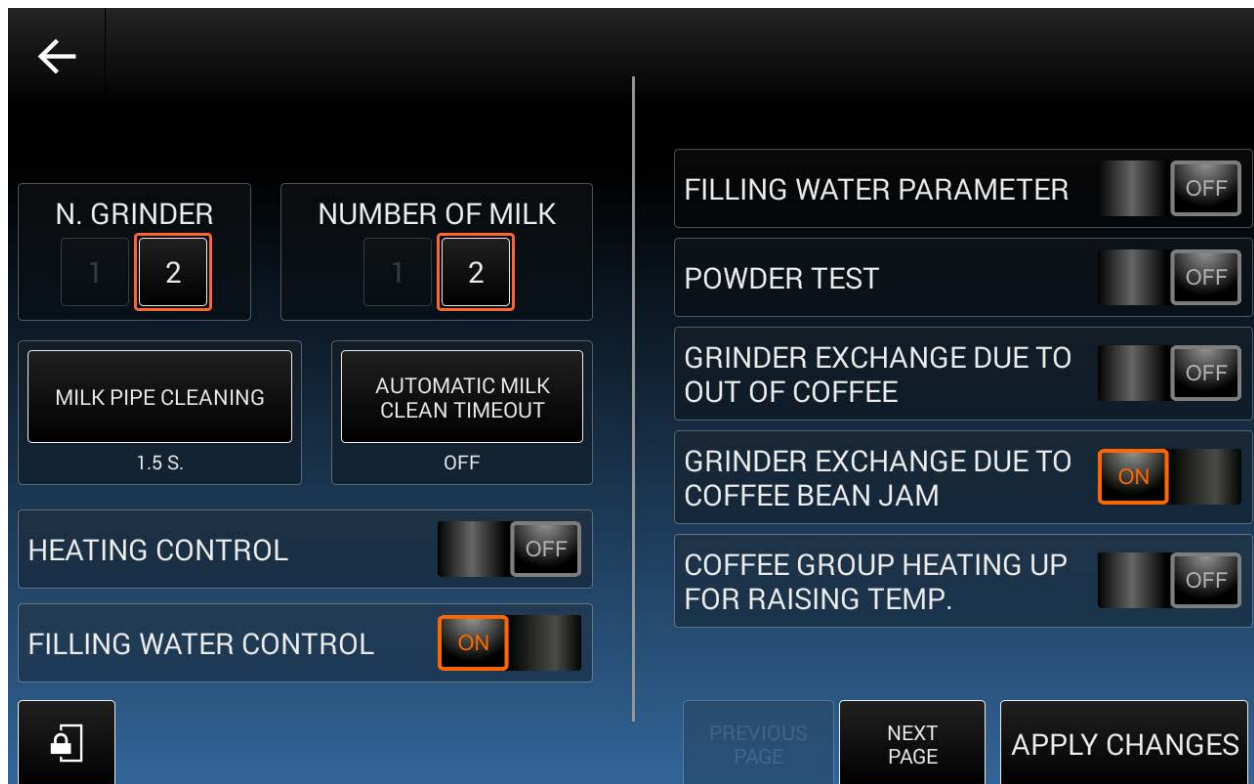 N. GRINDER
1 2
NUMBER OF MILK
1 2
MILK PIPE CLEANING
1.5 S.
AUTOMATIC MILK
CLEAN TIMEOUT
OFF
HEATING CONTROL OFF
FILLING WATER CONTROL ON
FILLING WATER PARAMETER OFF
POWDER TEST OFF
GRINDER EXCHANGE DUE TO
OUT OF COFFEE
OFF
GRINDER EXCHANGE DUE TO
COFFEE BEAN JAM
ON
COFFEE GROUP HEATING UP
FOR RAISING TEMP.
OFF
PREVIOUS
PAGE
NEXT
PAGE
APPLY CHANGES